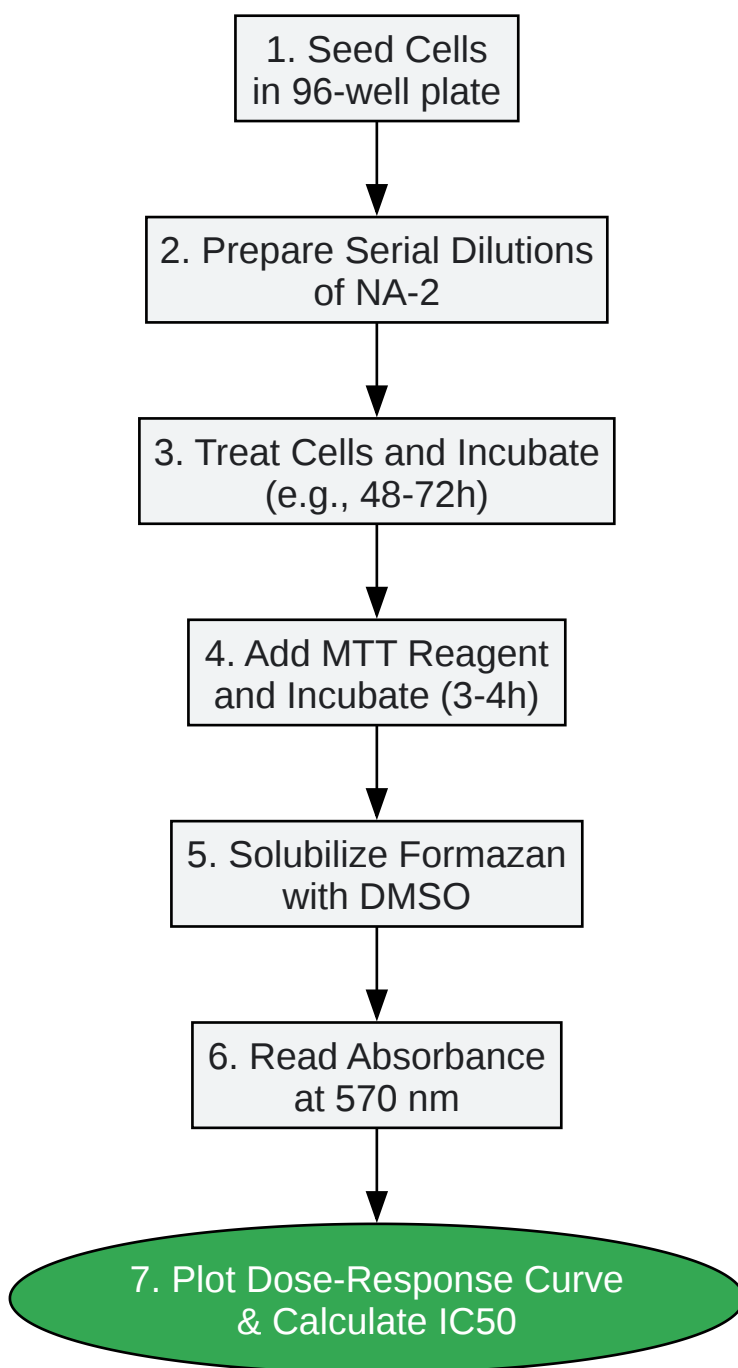 1. Seed Cells
in 96-well plate
2. Prepare Serial Dilutions
of NA-2
3. Treat Cells and Incubate
(e.g., 48-72h)
4. Add MTT Reagent
and Incubate (3-4h)
5. Solubilize Formazan
with DMSO
6. Read Absorbance
at 570 nm
7. Plot Dose-Response Curve
& Calculate IC50